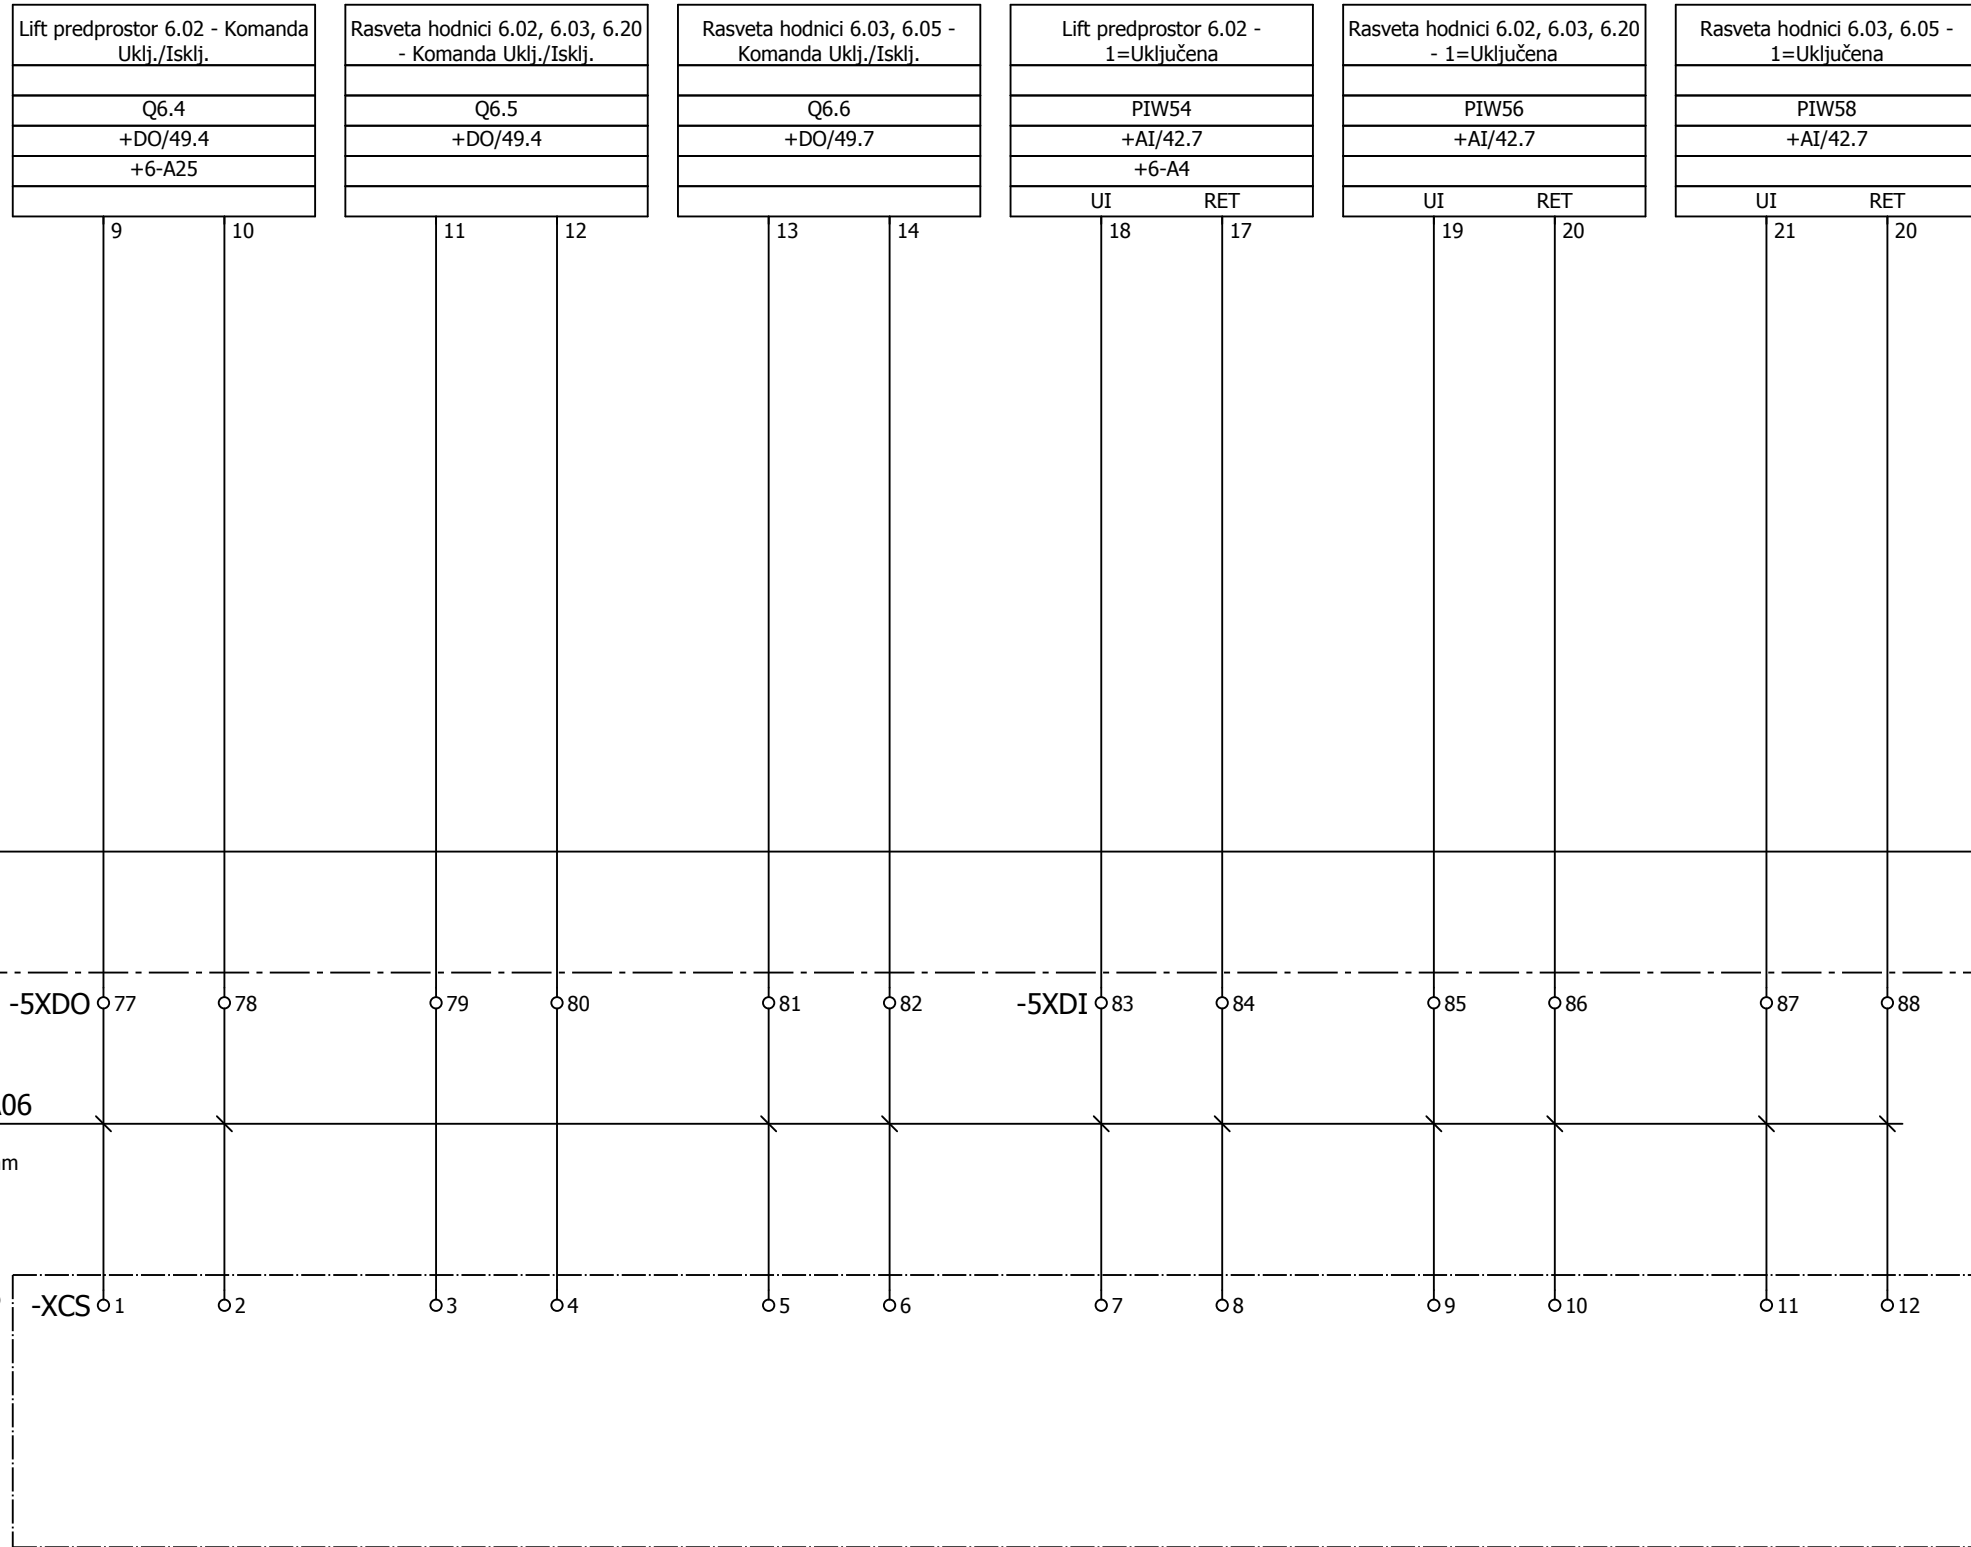 Lift predprostor 6.02 - Komanda
Uklj./Isklj.
Q6.4
+DO/49.4
+6-A25
9 10
Rasveta hodnici 6.02, 6.03, 6.20
- Komanda Uklj./Isklj.
Q6.5
+DO/49.4
11 12
Rasveta hodnici 6.03, 6.05 -
Komanda Uklj./Isklj.
Q6.6
+DO/49.7
13 14
Lift predprostor 6.02 -
1=Uključena
PIW54
+AI/42.7
+6-A4
UI RET
18 17
Rasveta hodnici 6.02, 6.03, 6.20
- 1=Uključena
PIW56
+AI/42.7
UI RET
19 20
Rasveta hodnici 6.03, 6.05 -
1=Uključena
PIW58
+AI/42.7
UI RET
21 20
-5XDO 77 78 79 80 81 82 -5XDI 83 84 85 86 87 88
06
m
-XCS 1 2 3 4 5 6 7 8 9 10 11 12